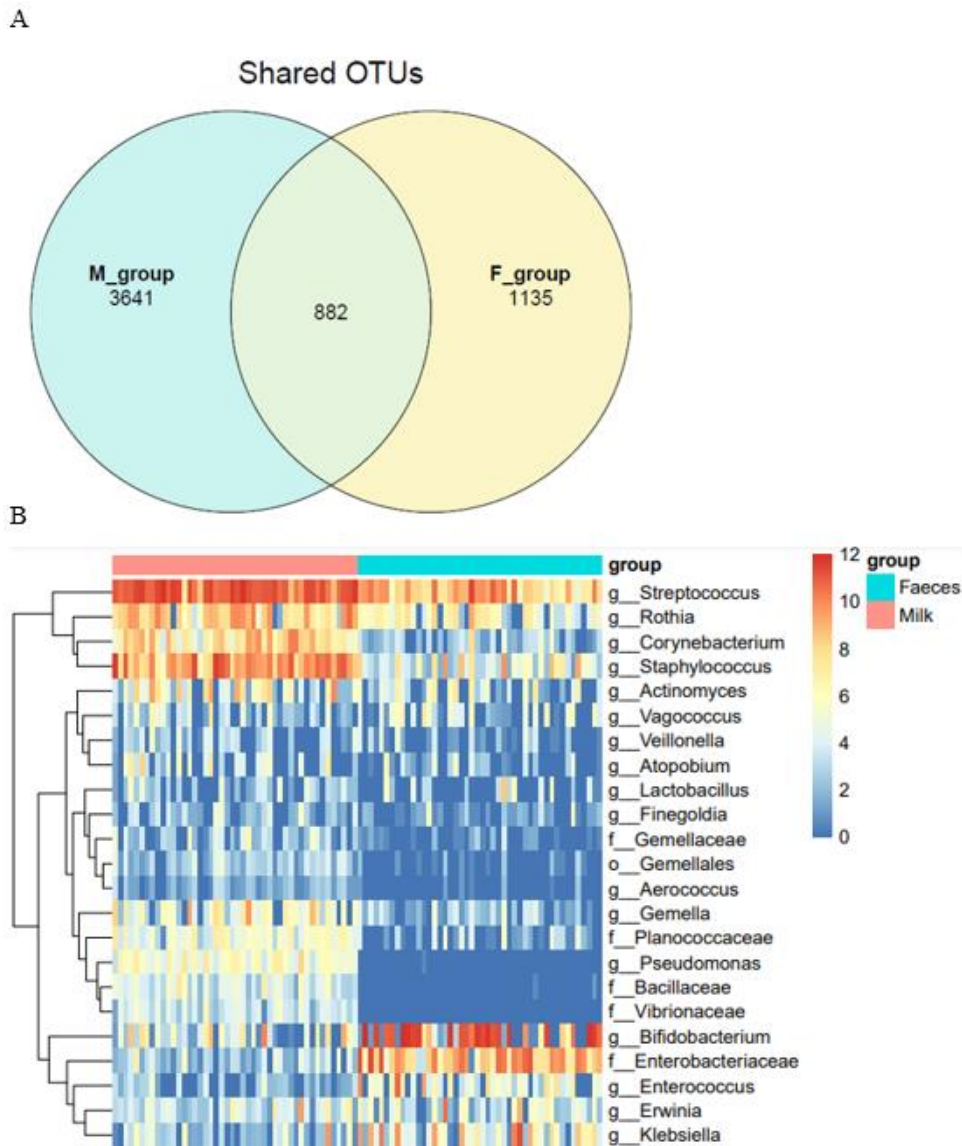 A
Shared OTUs
M_group
3641
882
F_group
1135
B
group
g__Streptococcus
g__Rothia
g__Corynebacterium
g__Staphylococcus
g__Actinomyces
g__Vagococcus
g__Veillonella
g__Atopobium
g__Lactobacillus
g__Finegoldia
f__Gemellaceae
o__Gemellales
g__Aerococcus
g__Gemella
f__Planococcaceae
g__Pseudomonas
f__Bacillaceae
f__Vibrionaceae
g__Bifidobacterium
f__Enterobacteriaceae
g__Enterococcus
g__Erwinia
g__Klebsiella
12
10
8
6
4
2
0
group
Faeces
Milk